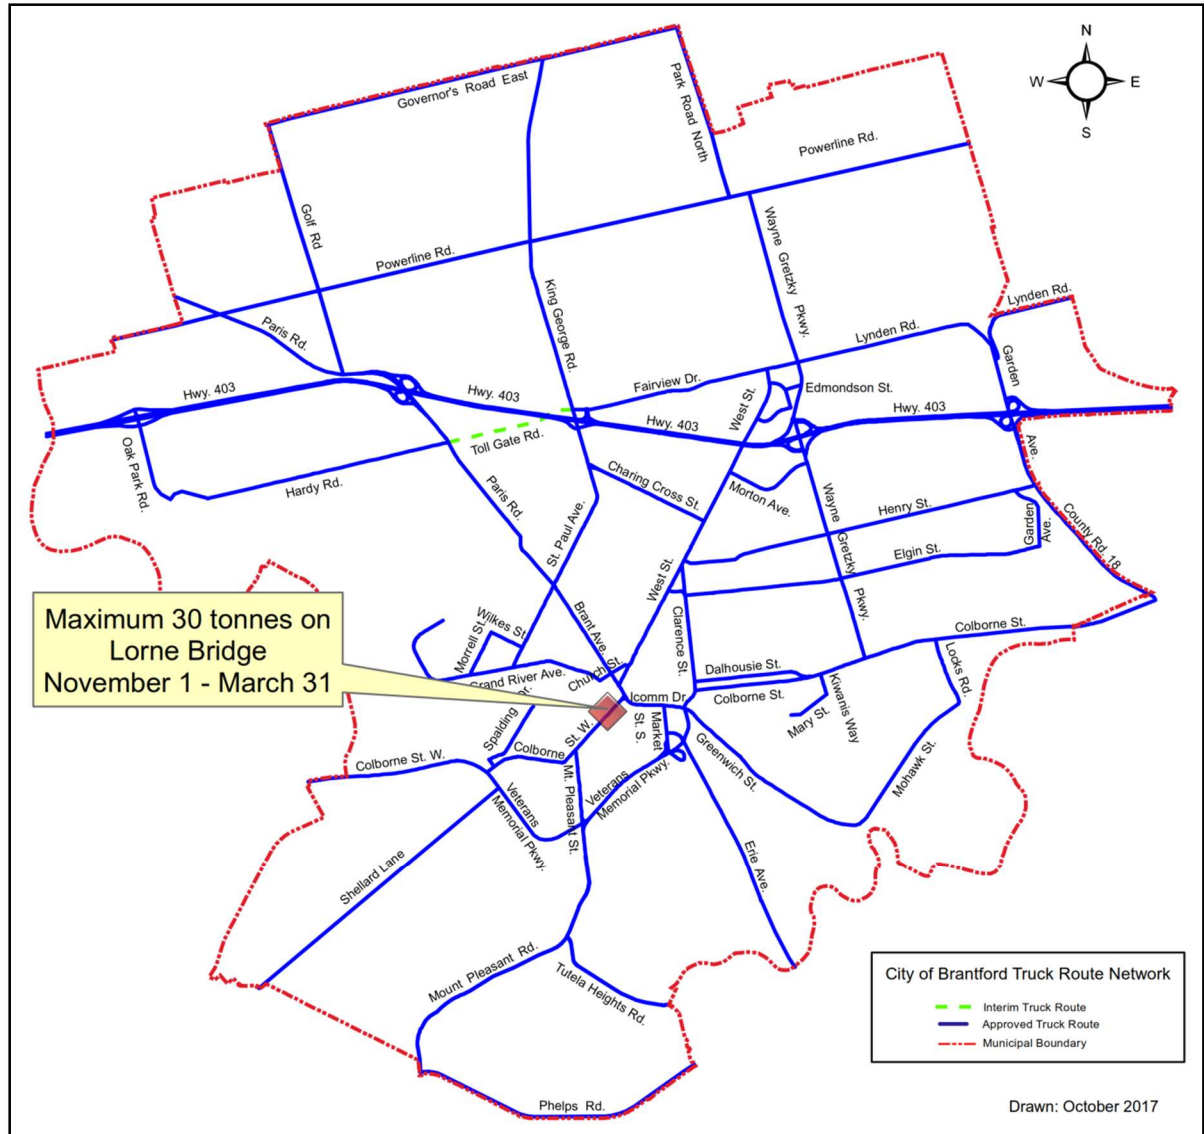 N
W E
S
Governor's Road East
Park Road North
Powerline Rd.
Golf Rd
Powerline Rd.
Wayne Gretzky Pkwy.
King George Rd.
Lynden Rd.
Paris Rd.
Lynden Rd.
Garden
Ave.
Hwy. 403
Hwy. 403
Fairview Dr.
West St.
Edmondson St.
Hwy. 403
Hwy. 403
Toll Gate Rd.
Oak Park Rd.
Hardy Rd.
Paris Rd.
Charing Cross St.
Morton Ave.
Wayne Gretzky
Pkwy.
Henry St.
Garden
Ave.
County Rd. 18
St. Paul Ave.
Elgin St.
West St.
Maximum 30 tonnes on
Lorne Bridge
November 1 - March 31
Wilkes St.
Morrell St.
Brant Ave.
Clarence St.
Colborne St.
Locks Rd.
Grand River Ave.
Church St.
Dalhousie St.
Icomm Dr.
Colborne St.
Kiwanis Way
Mary St.
Market
St. S.
Spalding
Colborne
St. W.
Colborne St. W.
Greenwich St.
Mohawk St.
Mt. Pleasant St.
Veterans
Memorial Pkwy.
Veterans
Memorial Pkwy.
Shellard Lane
Erie Ave.
Mount Pleasant Rd.
Tutela Heights Rd.
Phelps Rd.
City of Brantford Truck Route Network
Interim Truck Route
Approved Truck Route
Municipal Boundary
Drawn: October 2017